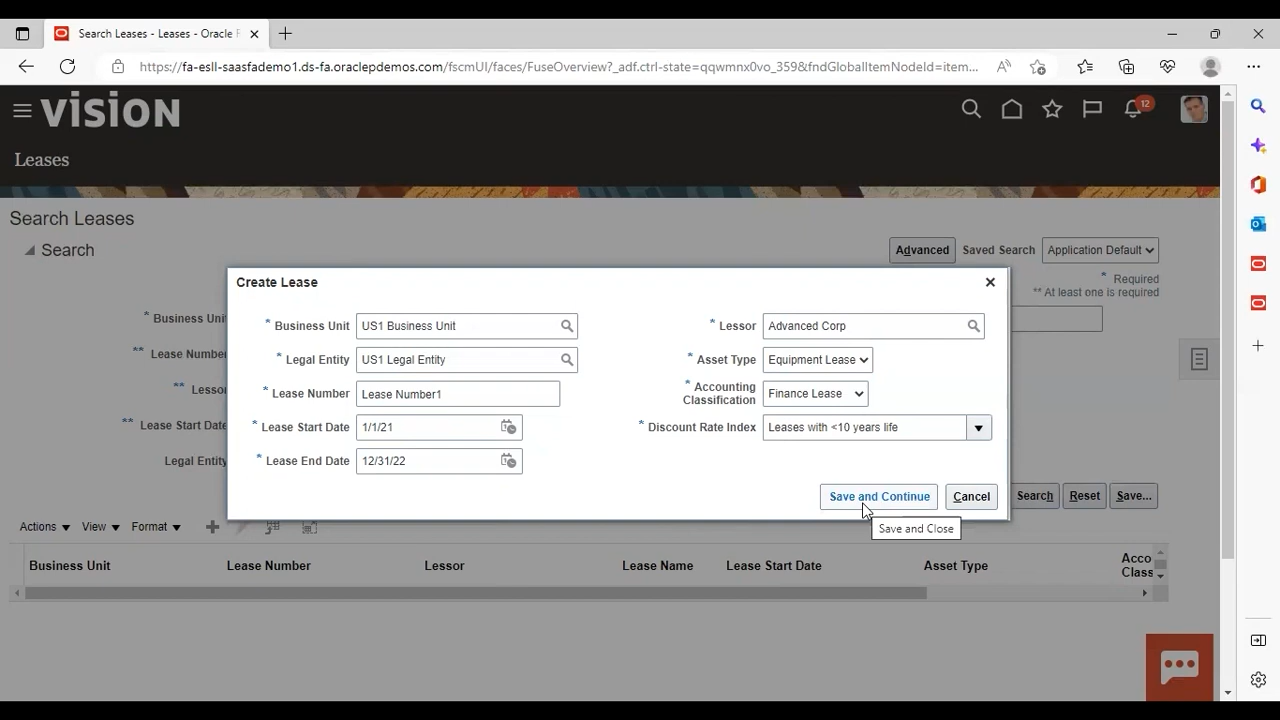 Search Leases - Leases - Oracle F
https://fa-esll-saasfademo1.ds-fa.oraclepdemos.com/fscmUI/faces/FuseOverview?_adf.ctrl-state=qqwmnx0vo_359&fndGlobalItemNodeId=item...
VISION
12
Leases
Search Leases
Search
Advanced Saved Search Application Default
* Required
** At least one is required
* Business Uni
** Lease Number
** Lesso
** Lease Start Date
Legal Entity
Create Lease
* Business Unit US1 Business Unit
* Legal Entity US1 Legal Entity
* Lease Number Lease Number1
* Lease Start Date 1/1/21
* Lease End Date 12/31/22
* Lessor Advanced Corp
* Asset Type Equipment Lease
* Accounting
Classification Finance Lease
* Discount Rate Index Leases with <10 years life
Save and Continue Cancel
Save and Close
Search Reset Save...
Actions View Format
Business Unit Lease Number Lessor Lease Name Lease Start Date Asset Type Acco
Class